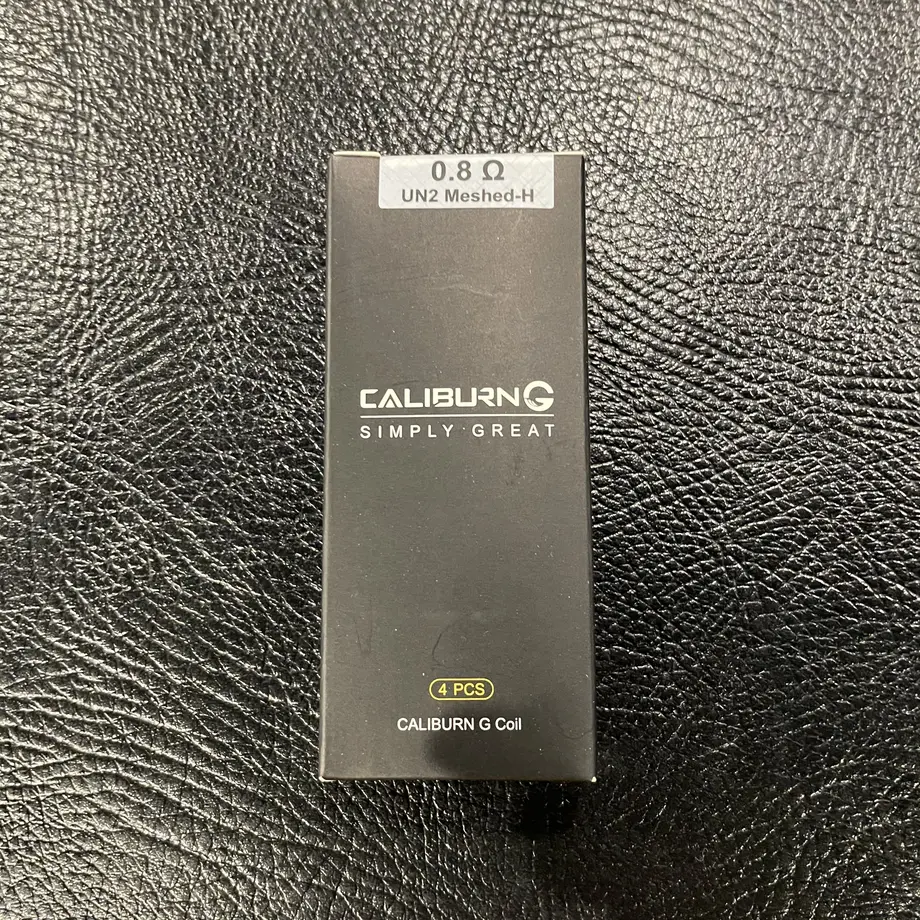 0.8 Ω
UN2 Meshed-H
CALIBURN G
SIMPLY·GREAT
4 PCS
CALIBURN G Coil